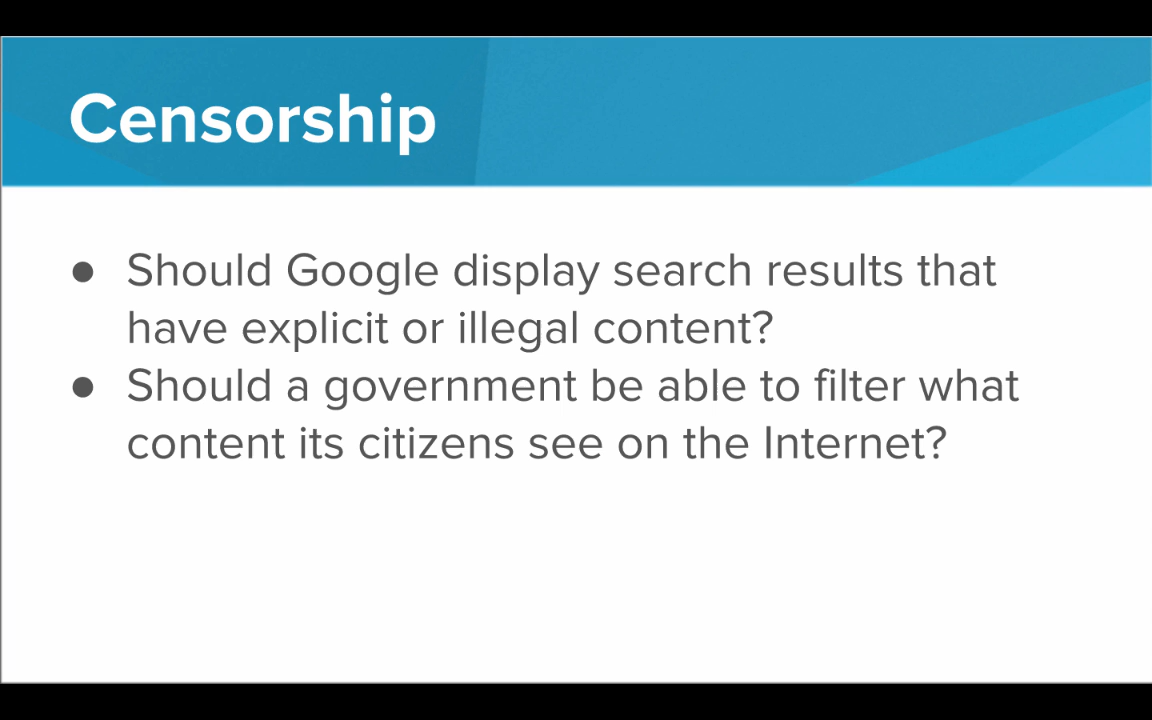 Censorship
● Should Google display search results that
have explicit or illegal content?
● Should a government be able to filter what
content its citizens see on the Internet?